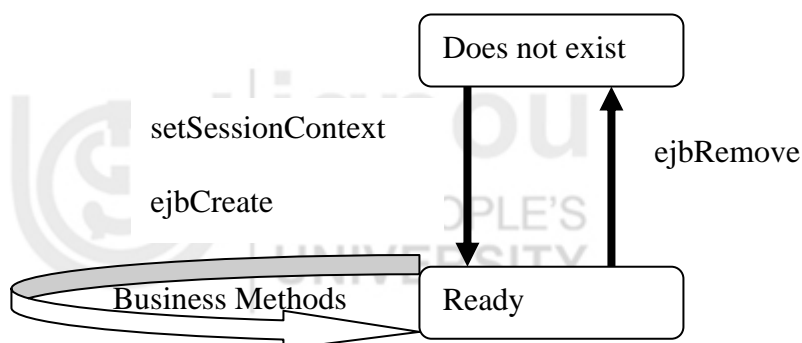 Does not exist
setSessionContext
ejbRemove
ejbCreate
Business Methods
Ready